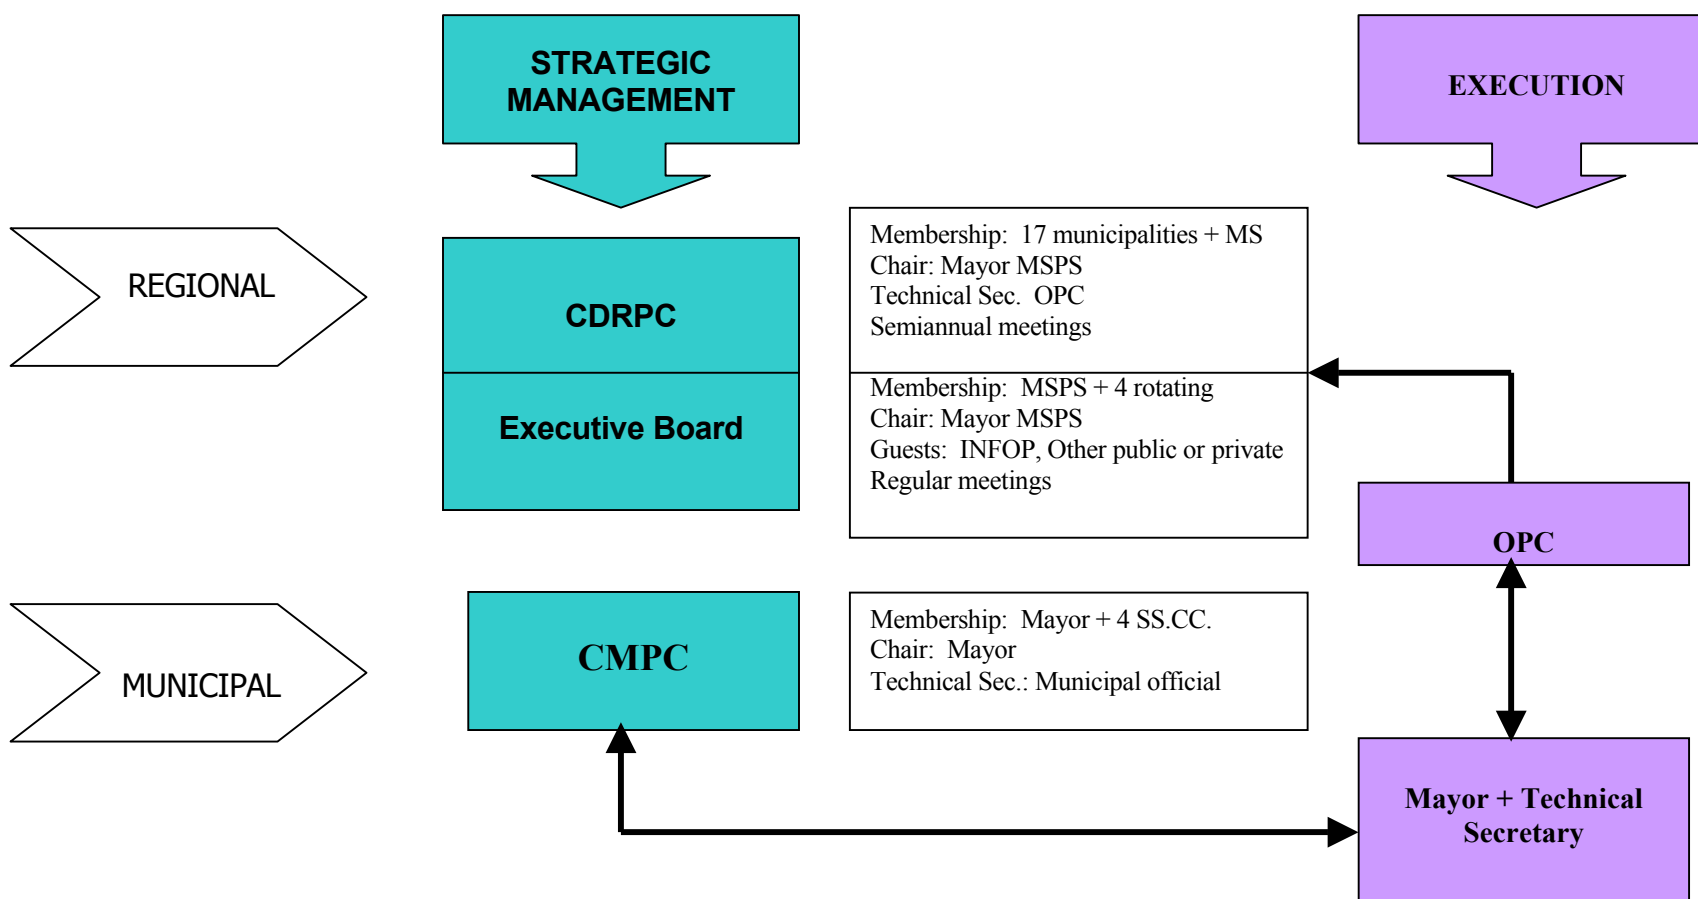 STRATEGIC
MANAGEMENT
EXECUTION
REGIONAL
CDRPC
Membership:  17 municipalities + MS
Chair: Mayor MSPS
Technical Sec.  OPC
Semiannual meetings
Executive Board
Membership:  MSPS + 4 rotating
Chair: Mayor MSPS
Guests:  INFOP, Other public or private
Regular meetings
OPC
MUNICIPAL
CMPC
Membership:  Mayor + 4 SS.CC.
Chair:  Mayor
Technical Sec.: Municipal official
Mayor + Technical
Secretary